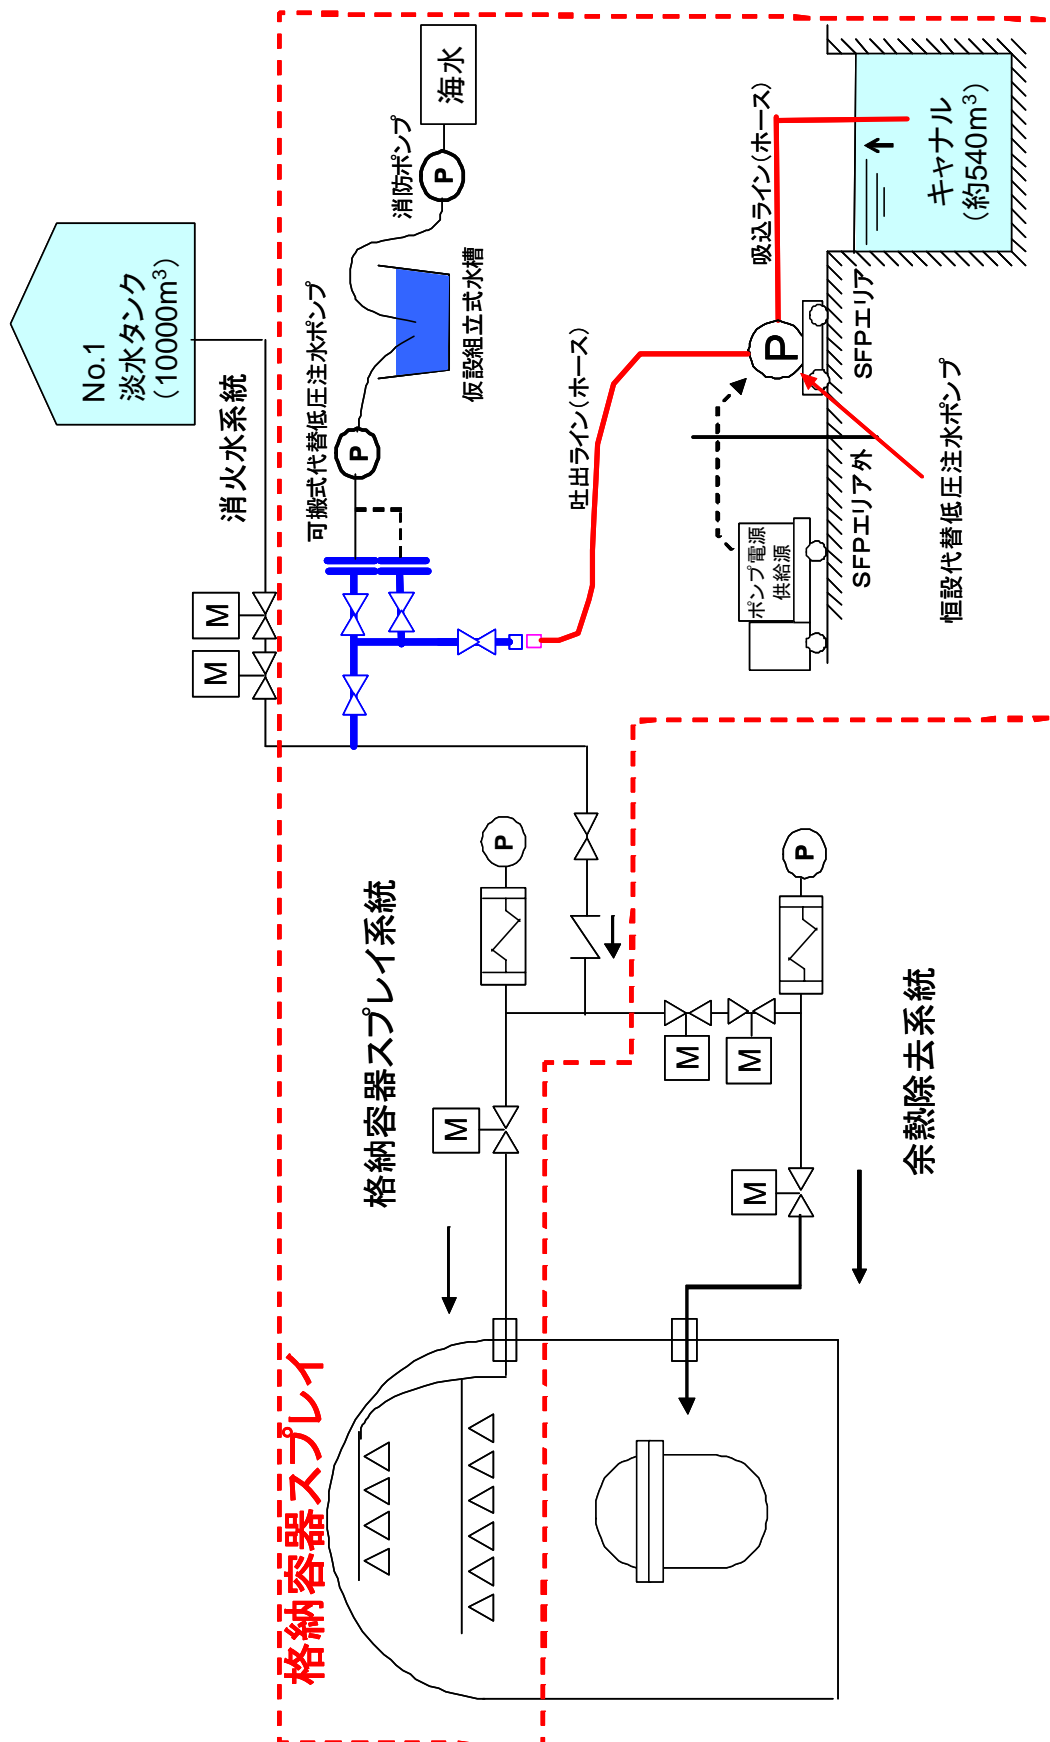 No.1
淡水タンク
(10000m³)
消火水系統
M
M
海水
消防ポンプ
P
仮設組立式水槽
可搬式代替低圧注水ポンプ
P
吸込ライン(ホース)
キャナル
(約540m³)
吐出ライン(ホース)
P
SFPエリア
SFPエリア外
恒設代替低圧注水ポンプ
ポンプ電源
供給源
格納容器スプレイ系統
P
M
P
M
M
M
余熱除去系統
格納容器スプレイ